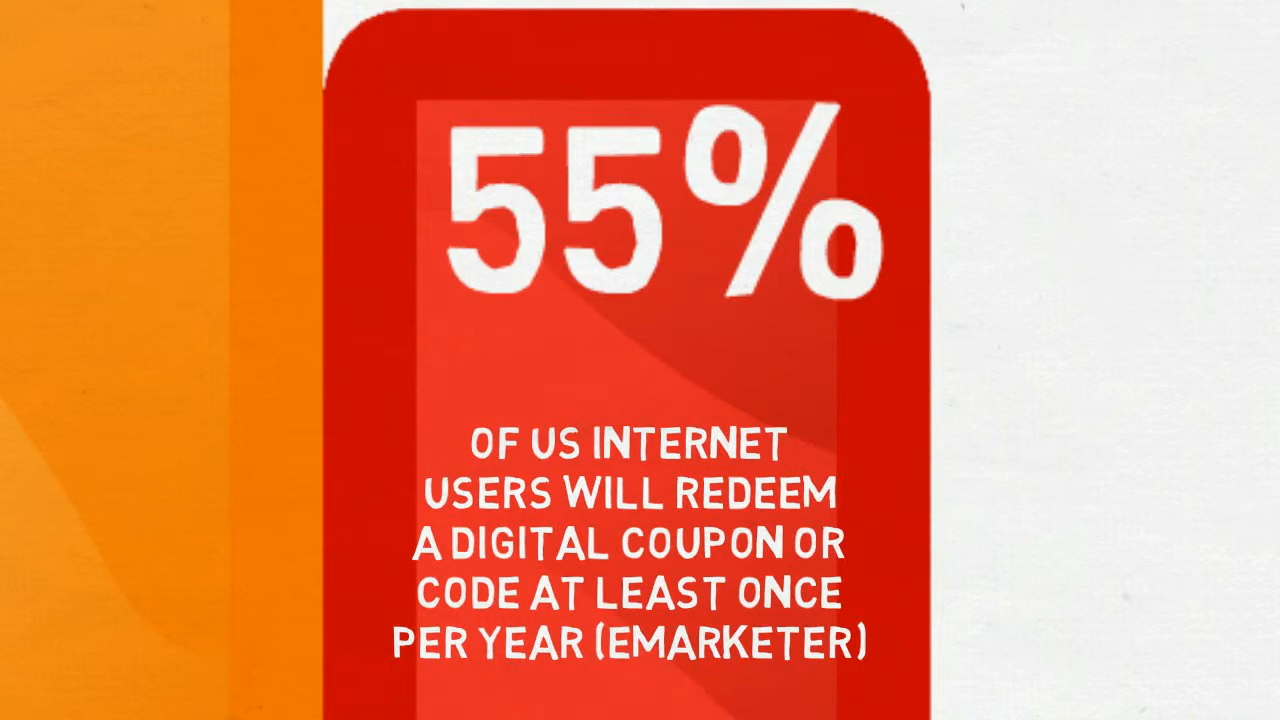 55%
OF US INTERNET
USERS WILL REDEEM
A DIGITAL COUPON OR
CODE AT LEAST ONCE
PER YEAR (EMARKETER)